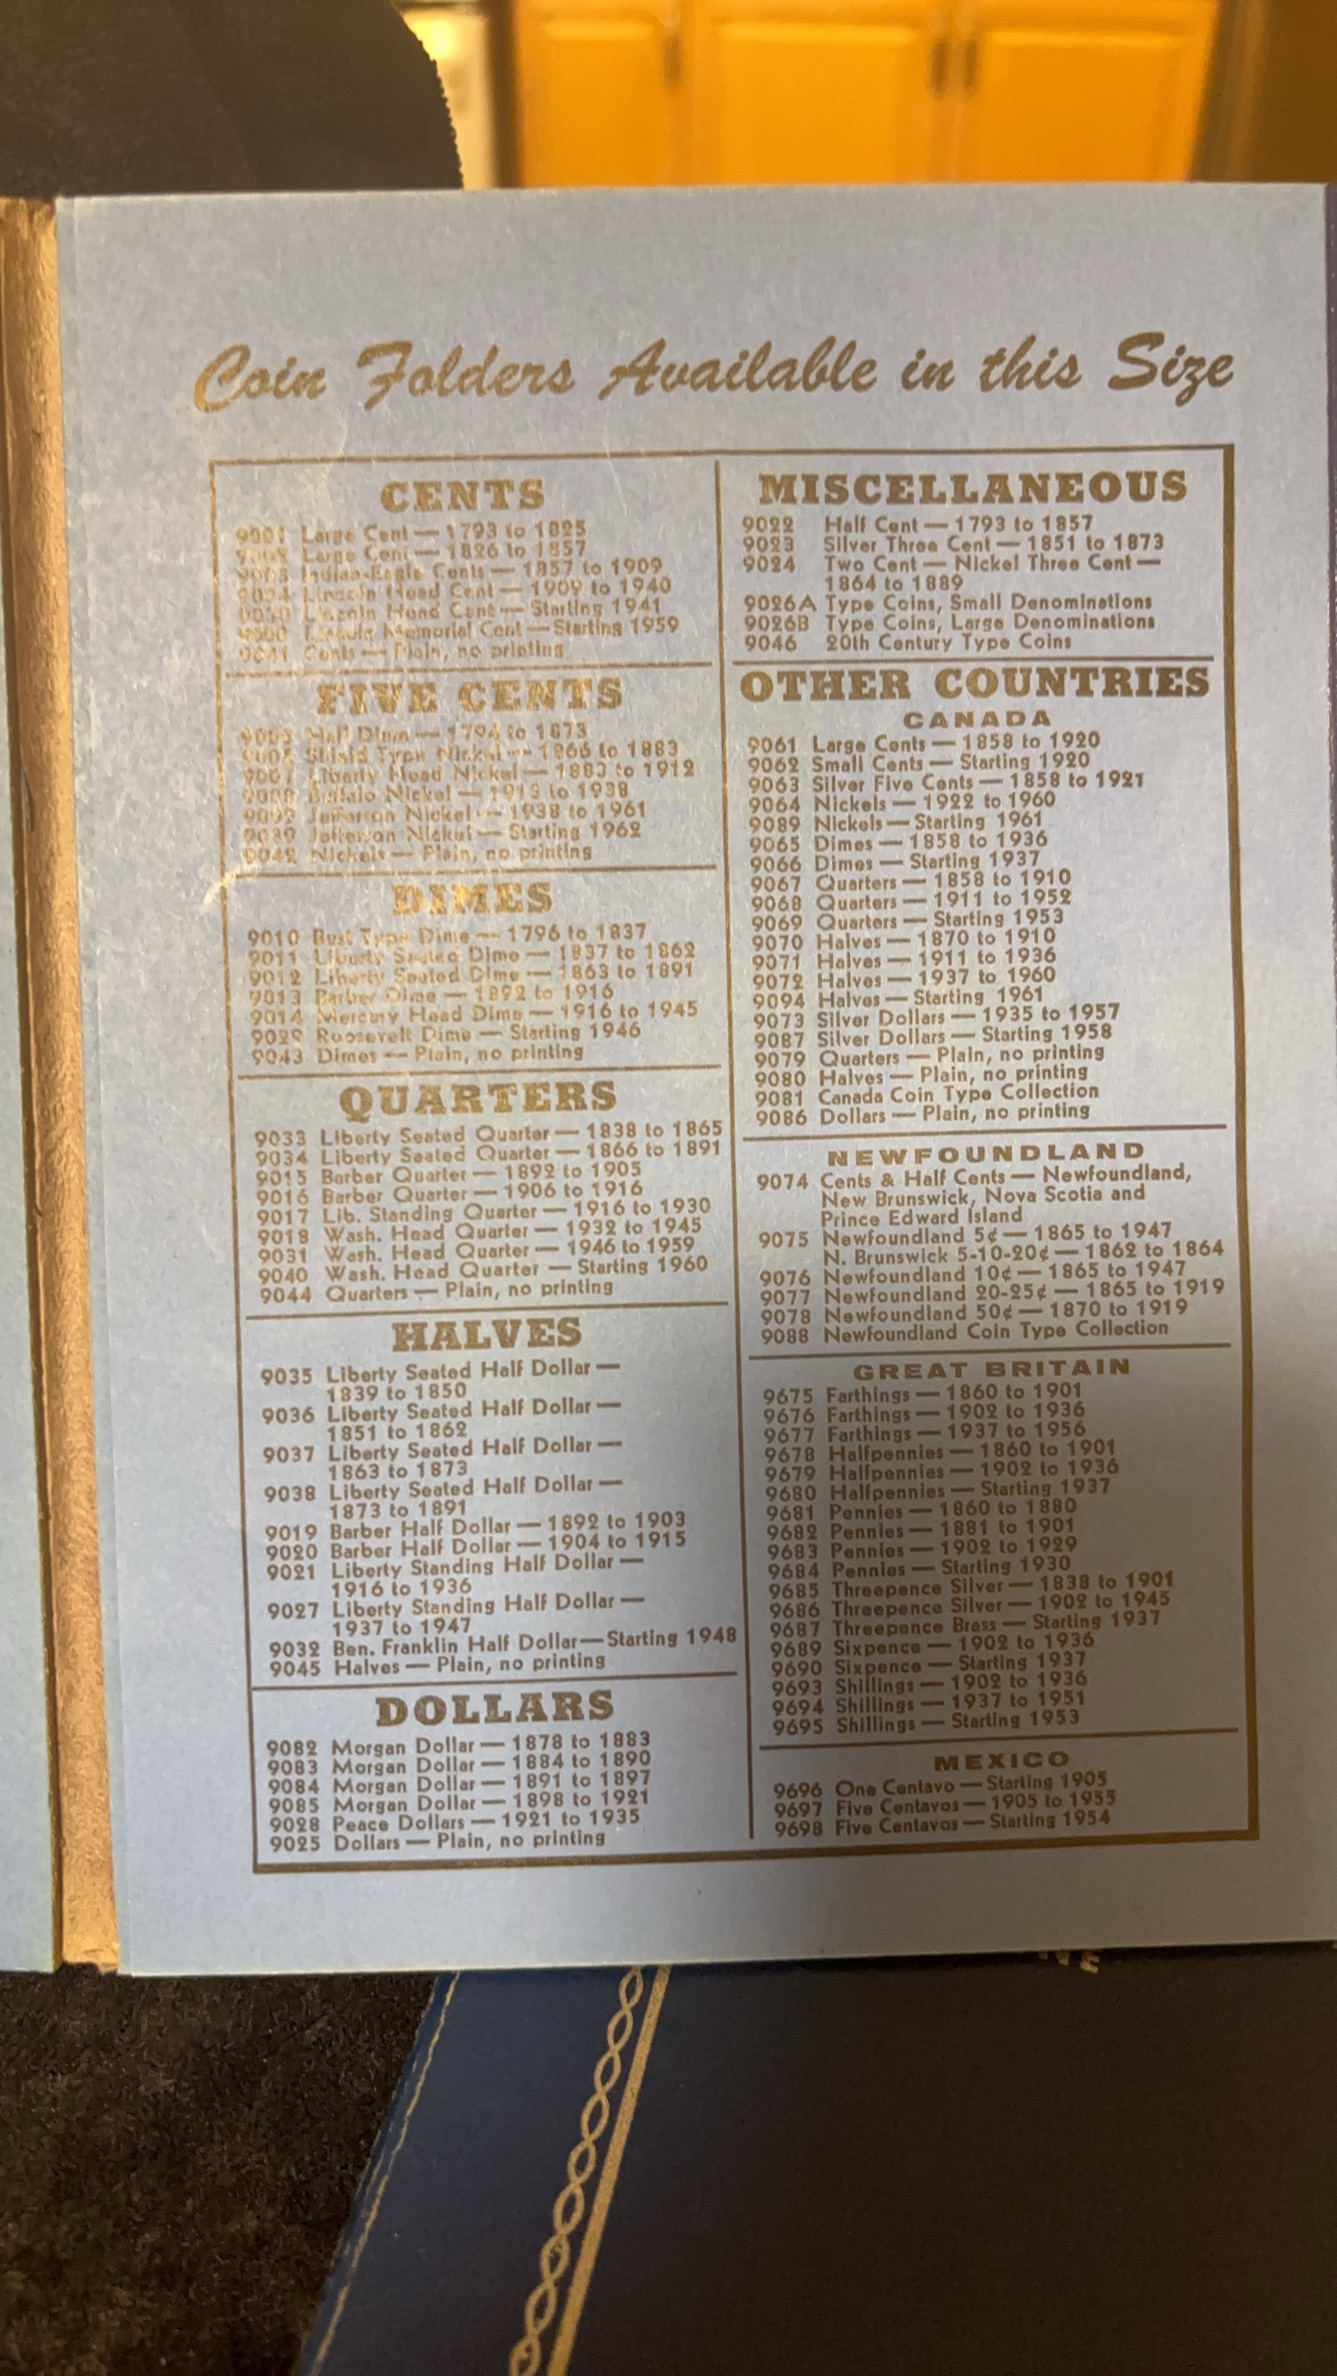 Coin Folders Available in this Size
CENTS
9001 Large Cent — 1793 to 1825
Large Cent — 1826 to 1857
Indian-Eagle Cents — 1857 to 1909
9004 Lincoln Head Cent — 1909 to 1940
9030 Lincoln Head Cent — Starting 1941
Lincoln Memorial Cent — Starting 1959
9041 Cents — Plain, no printing
FIVE CENTS
Half Dime — 1794 to 1873
Shield Type Nickel — 1866 to 1883
9007 Liberty Head Nickel — 1883 to 1912
9008 Buffalo Nickel — 1913 to 1938
9009 Jefferson Nickel — 1938 to 1961
9039 Jefferson Nickel — Starting 1962
9042 Nickels — Plain, no printing
DIMES
9010 Bust Type Dime — 1796 to 1837
9011 Liberty Seated Dime — 1837 to 1862
9012 Liberty Seated Dime — 1863 to 1891
9013 Barber Dime — 1892 to 1916
9014 Mercury Head Dime — 1916 to 1945
9029 Roosevelt Dime — Starting 1946
9043 Dimes — Plain, no printing
QUARTERS
9033 Liberty Seated Quarter — 1838 to 1865
9034 Liberty Seated Quarter — 1866 to 1891
9015 Barber Quarter — 1892 to 1905
9016 Barber Quarter — 1906 to 1916
9017 Lib. Standing Quarter — 1916 to 1930
9018 Wash. Head Quarter — 1932 to 1945
9031 Wash. Head Quarter — 1946 to 1959
9040 Wash. Head Quarter — Starting 1960
9044 Quarters — Plain, no printing
HALVES
9035 Liberty Seated Half Dollar —
1839 to 1850
9036 Liberty Seated Half Dollar —
1851 to 1862
9037 Liberty Seated Half Dollar —
1863 to 1873
9038 Liberty Seated Half Dollar —
1873 to 1891
9019 Barber Half Dollar — 1892 to 1903
9020 Barber Half Dollar — 1904 to 1915
9021 Liberty Standing Half Dollar —
1916 to 1936
9027 Liberty Standing Half Dollar —
1937 to 1947
9032 Ben. Franklin Half Dollar—Starting 1948
9045 Halves — Plain, no printing
DOLLARS
9082 Morgan Dollar — 1878 to 1883
9083 Morgan Dollar — 1884 to 1890
9084 Morgan Dollar — 1891 to 1897
9085 Morgan Dollar — 1898 to 1921
9028 Peace Dollars — 1921 to 1935
9025 Dollars — Plain, no printing
MISCELLANEOUS
9022 Half Cent — 1793 to 1857
9023 Silver Three Cent — 1851 to 1873
9024 Two Cent — Nickel Three Cent —
1864 to 1889
9026A Type Coins, Small Denominations
9026B Type Coins, Large Denominations
9046 20th Century Type Coins
OTHER COUNTRIES
CANADA
9061 Large Cents — 1858 to 1920
9062 Small Cents — Starting 1920
9063 Silver Five Cents — 1858 to 1921
9064 Nickels — 1922 to 1960
9089 Nickels — Starting 1961
9065 Dimes — 1858 to 1936
9066 Dimes — Starting 1937
9067 Quarters — 1858 to 1910
9068 Quarters — 1911 to 1952
9069 Quarters — Starting 1953
9070 Halves — 1870 to 1910
9071 Halves — 1911 to 1936
9072 Halves — 1937 to 1960
9094 Halves — Starting 1961
9073 Silver Dollars — 1935 to 1957
9087 Silver Dollars — Starting 1958
9079 Quarters — Plain, no printing
9080 Halves — Plain, no printing
9081 Canada Coin Type Collection
9086 Dollars — Plain, no printing
NEWFOUNDLAND
9074 Cents & Half Cents — Newfoundland,
New Brunswick, Nova Scotia and
Prince Edward Island
9075 Newfoundland 5¢ — 1865 to 1947
N. Brunswick 5-10-20¢ — 1862 to 1864
9076 Newfoundland 10¢ — 1865 to 1947
9077 Newfoundland 20-25¢ — 1865 to 1919
9078 Newfoundland 50¢ — 1870 to 1919
9088 Newfoundland Coin Type Collection
GREAT BRITAIN
9675 Farthings — 1860 to 1901
9676 Farthings — 1902 to 1936
9677 Farthings — 1937 to 1956
9678 Halfpennies — 1860 to 1901
9679 Halfpennies — 1902 to 1936
9680 Halfpennies — Starting 1937
9681 Pennies — 1860 to 1880
9682 Pennies — 1881 to 1901
9683 Pennies — 1902 to 1929
9684 Pennies — Starting 1930
9685 Threepence Silver — 1838 to 1901
9686 Threepence Silver — 1902 to 1945
9687 Threepence Brass — Starting 1937
9689 Sixpence — 1902 to 1936
9690 Sixpence — Starting 1937
9693 Shillings — 1902 to 1936
9694 Shillings — 1937 to 1951
9695 Shillings — Starting 1953
MEXICO
9696 One Centavo — Starting 1905
9697 Five Centavos — 1905 to 1955
9698 Five Centavos — Starting 1954